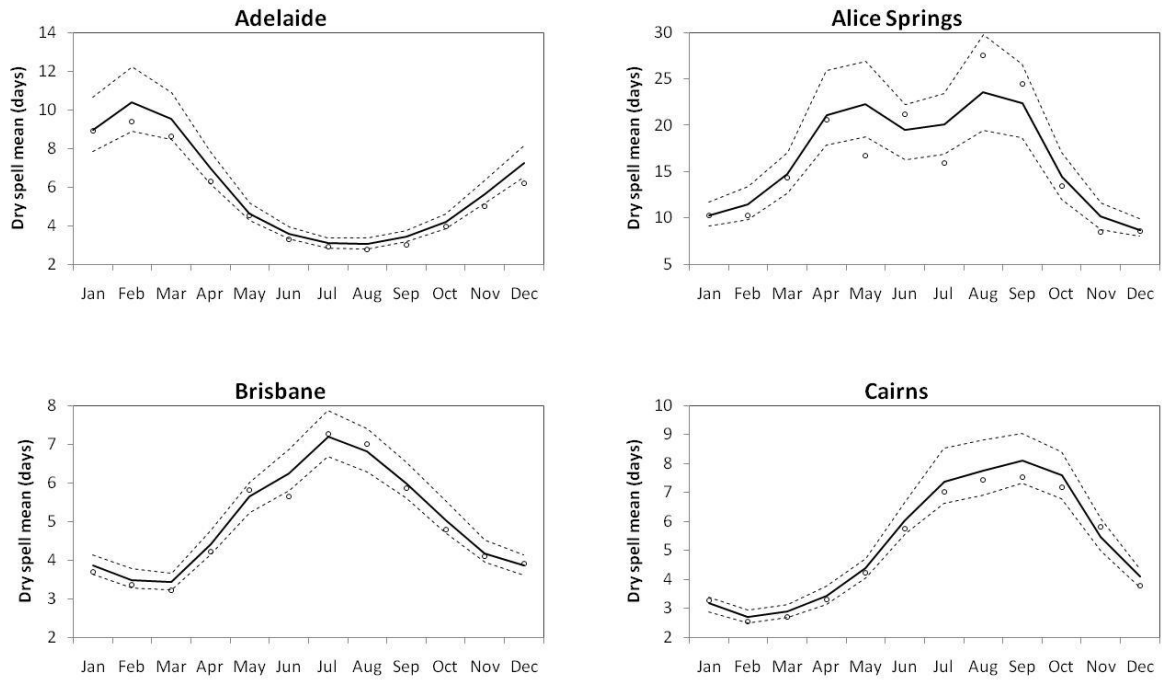 Adelaide
Dry spell mean (days)
14
12
10
8
6
4
2
Jan Feb Mar Apr May Jun Jul Aug Sep Oct Nov Dec
Alice Springs
Dry spell mean (days)
30
25
20
15
10
5
Jan Feb Mar Apr May Jun Jul Aug Sep Oct Nov Dec
Brisbane
Dry spell mean (days)
8
7
6
5
4
3
2
Jan Feb Mar Apr May Jun Jul Aug Sep Oct Nov Dec
Cairns
Dry spell mean (days)
10
9
8
7
6
5
4
3
2
Jan Feb Mar Apr May Jun Jul Aug Sep Oct Nov Dec